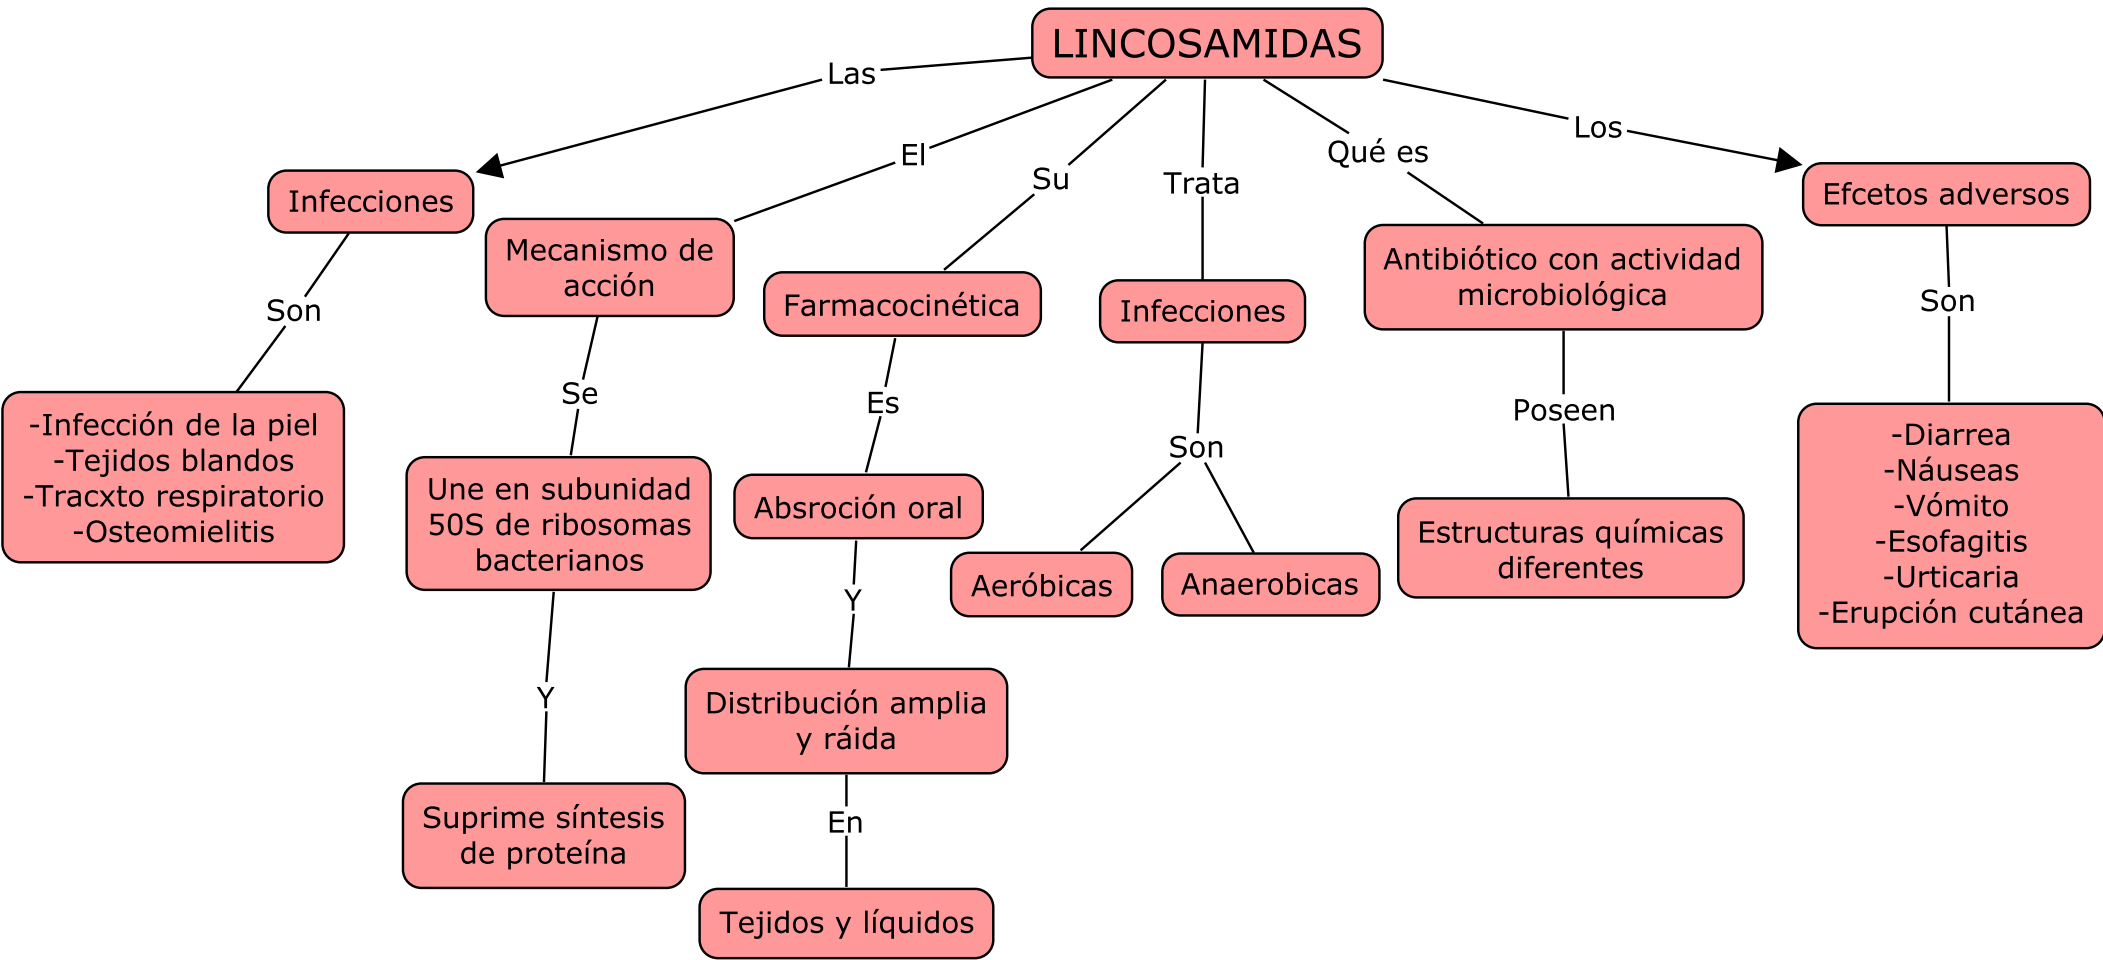 LINCOSAMIDAS
Las
Infecciones
Son
-Infección de la piel
-Tejidos blandos
-Tracxto respiratorio
-Osteomielitis
El
Mecanismo de
acción
Se
Une en subunidad
50S de ribosomas
bacterianos
Y
Suprime síntesis
de proteína
Su
Farmacocinética
Es
Absroción oral
Y
Distribución amplia
y ráida
En
Tejidos y líquidos
Trata
Infecciones
Son
Aeróbicas
Anaerobicas
Qué es
Antibiótico con actividad
microbiológica
Poseen
Estructuras químicas
diferentes
Los
Efcetos adversos
Son
-Diarrea
-Náuseas
-Vómito
-Esofagitis
-Urticaria
-Erupción cutánea